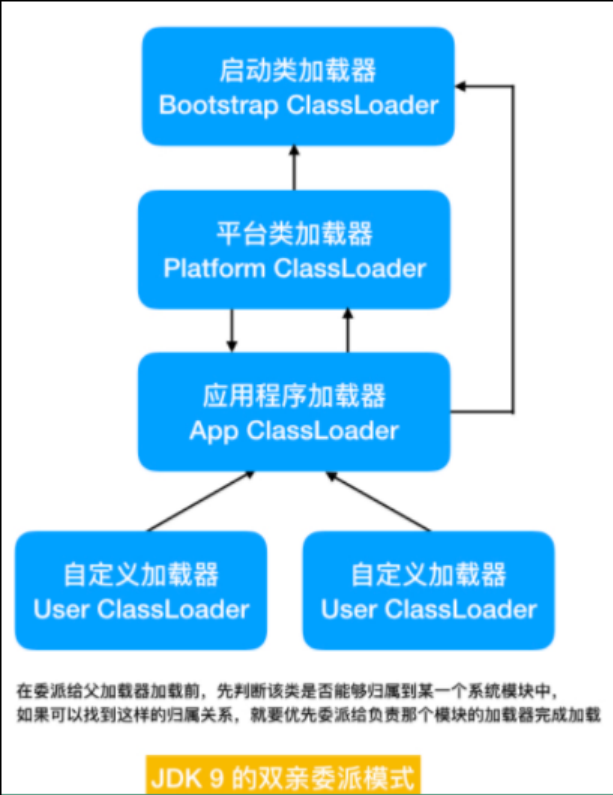 启动类加载器
Bootstrap ClassLoader
平台类加载器
Platform ClassLoader
应用程序加载器
App ClassLoader
自定义加载器
User ClassLoader
自定义加载器
User ClassLoader
在委派给父加载器加载前，先判断该类是否能够归属到某一个系统模块中，
如果可以找到这样的归属关系，就要优先委派给负责那个模块的加载器完成加载
JDK 9 的双亲委派模式